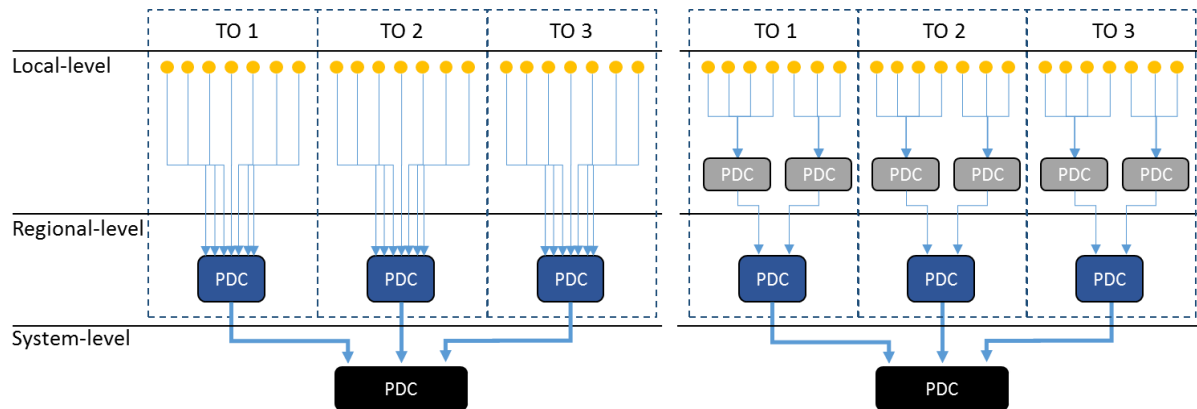 TO 1 TO 2 TO 3 TO 1 TO 2 TO 3
Local-level
PDC PDC PDC PDC PDC PDC
Regional-level
PDC PDC PDC PDC PDC PDC
System-level
PDC PDC